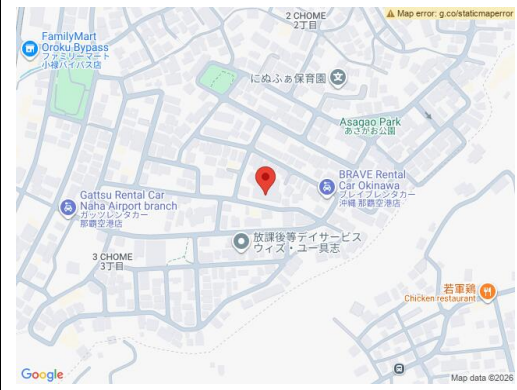 Map error: g.co/staticmaperror
2 CHOME
2丁目
FamilyMart
Oroku Bypass
ファミリーマート
小禄バイパス店
にぬふぁ保育園
Asagao Park
あさがお公園
BRAVE Rental
Car Okinawa
ブレイブレンタカー
沖縄 那覇空港店
Gattsu Rental Car
Naha Airport branch
ガッツレンタカー
那覇空港店
放課後等デイサービス
ウィズ・ユー具志
3 CHOME
3丁目
若軍鶏
Chicken restaurant
Google
Map data ©2026